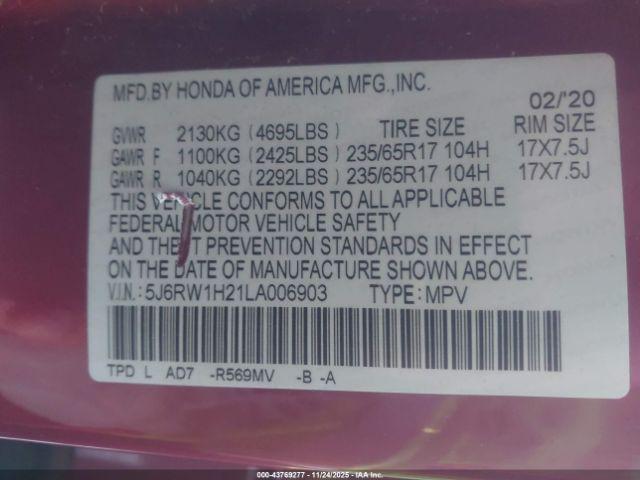 MFD.BY HONDA OF AMERICA MFG.,INC.
02/'20
GVWR 2130KG (4695LBS) TIRE SIZE RIM SIZE
GAWR F 1100KG (2425LBS) 235/65R17 104H 17X7.5J
GAWR R 1040KG (2292LBS) 235/65R17 104H 17X7.5J
THIS VEHICLE CONFORMS TO ALL APPLICABLE
FEDERAL MOTOR VEHICLE SAFETY
AND THEFT PREVENTION STANDARDS IN EFFECT
ON THE DATE OF MANUFACTURE SHOWN ABOVE.
V.I.N.: 5J6RW1H21LA006903 TYPE: MPV
TPD L AD7 -R569MV -B -A
000-43769277 - 11/24/2025 - IAA Inc.